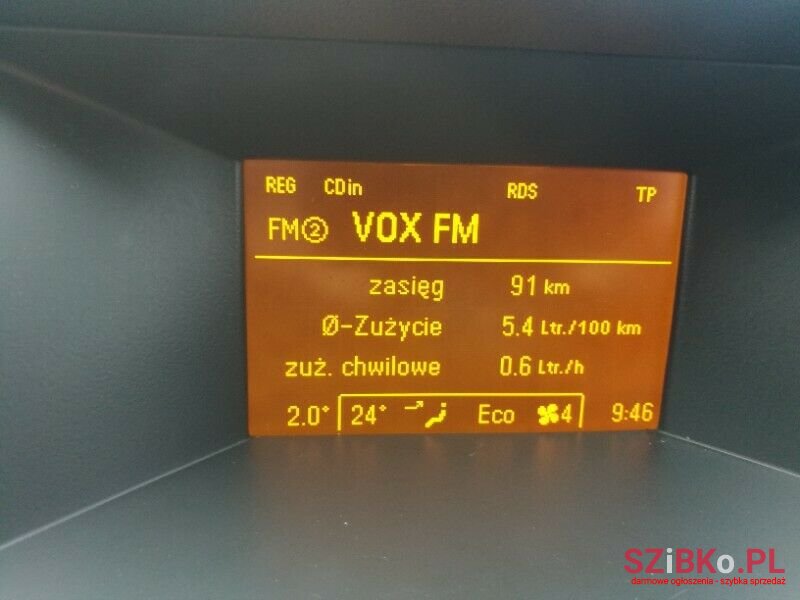 REG CDin RDS TP
FM② VOX FM
zasięg 91 km
Ø-Zużycie 5.4 Ltr./100 km
zuż. chwilowe 0.6 Ltr./h
2.0° 24° Eco 4 9:46
SZiBKo.PL
darmowe ogłoszenia - szybka sprzedaż